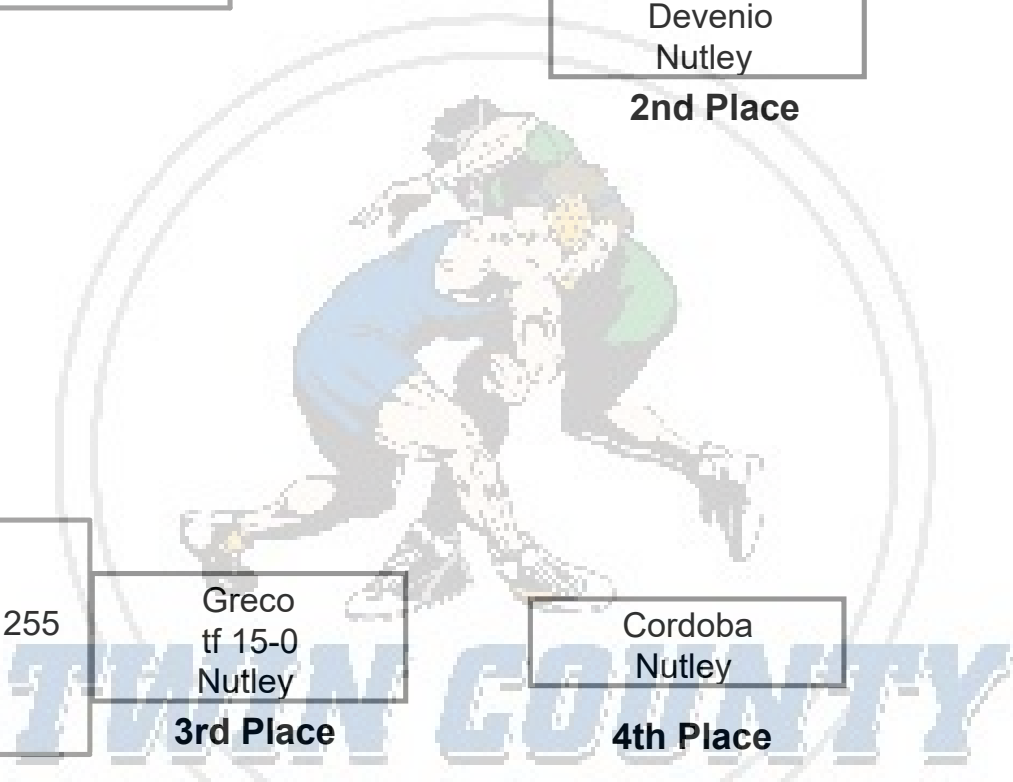 Devenio
Nutley
2nd Place
255
Greco
tf 15-0
Nutley
3rd Place
Cordoba
Nutley
4th Place
TWIN COUNTY